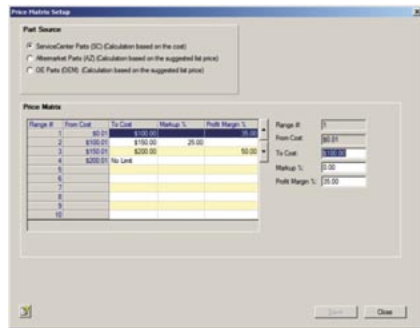 Price Matrix Setup
Part Source
ServiceCenter Parts (SC) (Calculation based on the cost)
Aftermarket Parts (AZ) (Calculation based on the suggested list price)
OE Parts (OEM) (Calculation based on the suggested list price)
Price Matrix
Range # From Cost To Cost Markup % Profit Margin %
1 $0.01 $100.00 35.00
2 $100.01 $150.00 25.00
3 $150.01 $200.00 50.00
4 $200.01 No Limit
5
6
7
8
9
10
Range #: 1
From Cost: $0.01
To Cost: $100.00
Markup %: 0.00
Profit Margin %: 35.00
Save Close